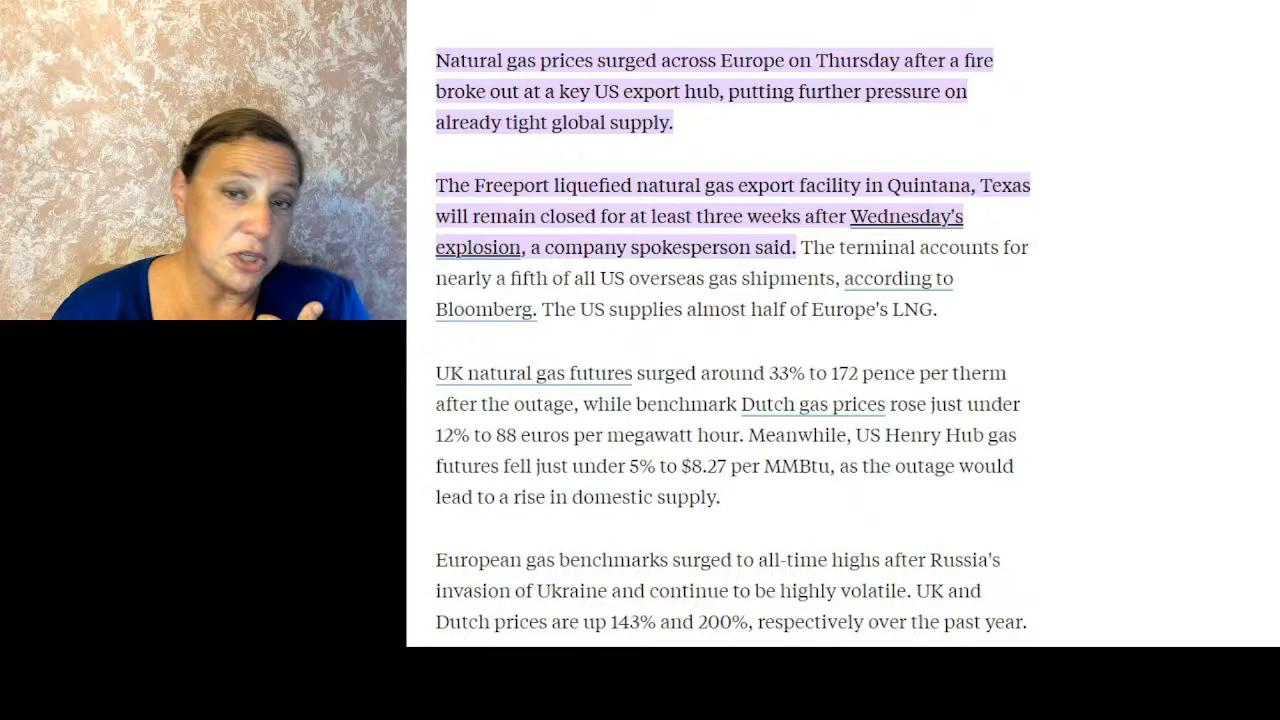 Natural gas prices surged across Europe on Thursday after a fire
broke out at a key US export hub, putting further pressure on
already tight global supply.
The Freeport liquefied natural gas export facility in Quintana, Texas
will remain closed for at least three weeks after Wednesday's
explosion, a company spokesperson said. The terminal accounts for
nearly a fifth of all US overseas gas shipments, according to
Bloomberg. The US supplies almost half of Europe's LNG.
UK natural gas futures surged around 33% to 172 pence per therm
after the outage, while benchmark Dutch gas prices rose just under
12% to 88 euros per megawatt hour. Meanwhile, US Henry Hub gas
futures fell just under 5% to $8.27 per MMBtu, as the outage would
lead to a rise in domestic supply.
European gas benchmarks surged to all-time highs after Russia's
invasion of Ukraine and continue to be highly volatile. UK and
Dutch prices are up 143% and 200%, respectively over the past year.